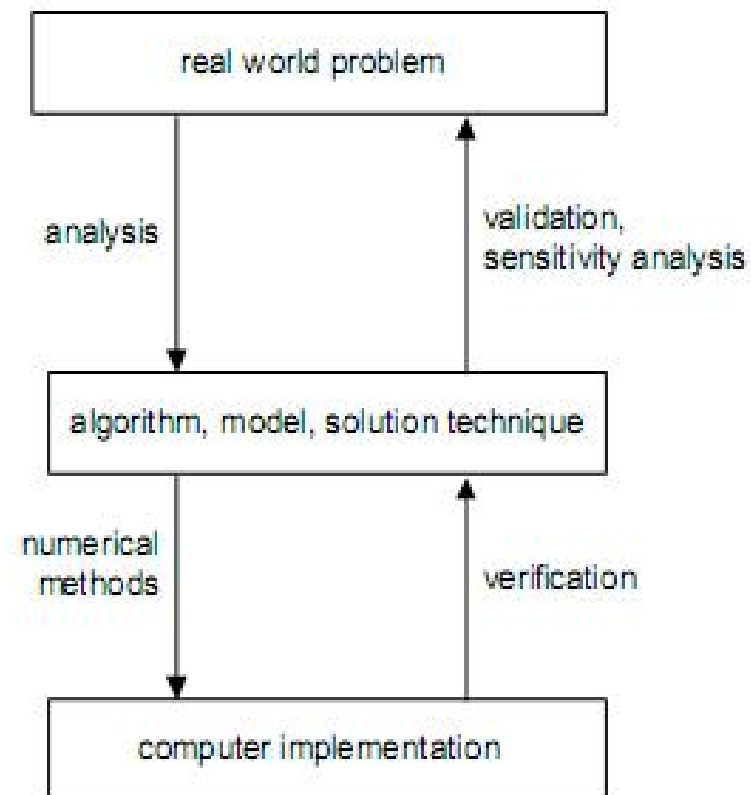 real world problem
analysis
validation,
sensitivity analysis
algorithm, model, solution technique
numerical
methods
verification
computer implementation